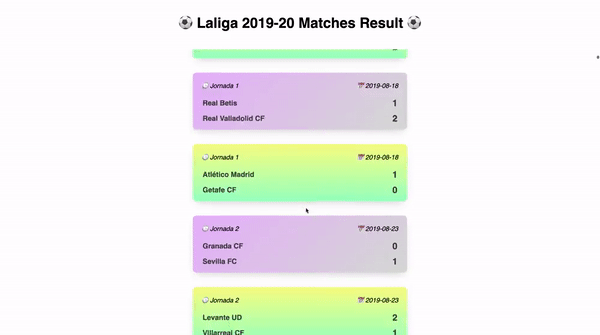 ⚽ Laliga 2019-20 Matches Result ⚽
Jornada 1 2019-08-18
Real Betis 1
Real Valladolid CF 2
Jornada 1 2019-08-18
Atlético Madrid 1
Getafe CF 0
Jornada 2 2019-08-23
Granada CF 0
Sevilla FC 1
Jornada 2 2019-08-23
Levante UD 2
Villarreal CF 1